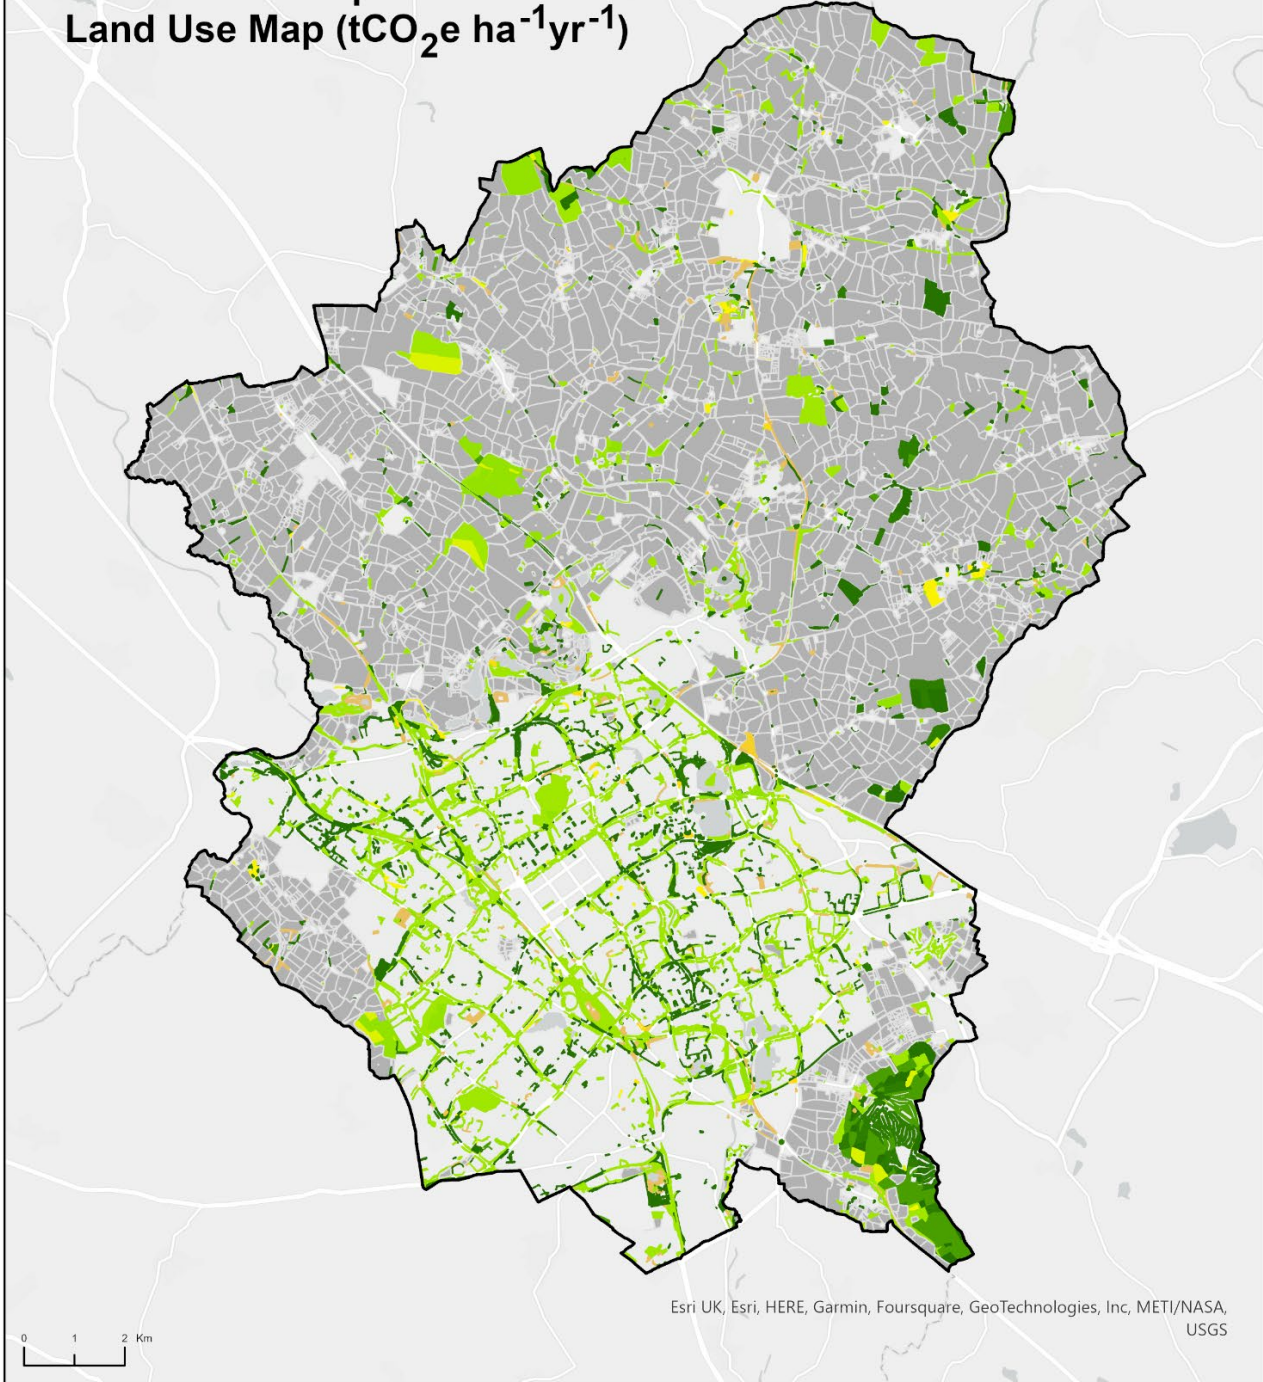 Land Use Map (tCO₂e ha⁻¹yr⁻¹)
Esri UK, Esri, HERE, Garmin, Foursquare, GeoTechnologies, Inc, METI/NASA,
USGS
0 1 2 Km